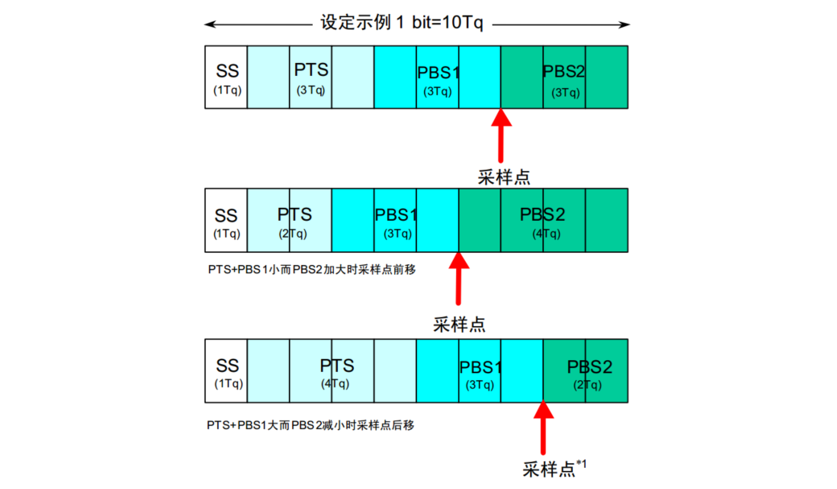 设定示例 1 bit=10Tq
SS PTS PBS1 PBS2
(1Tq) (3Tq) (3Tq) (3Tq)
采样点
SS PTS PBS1 PBS2
(1Tq) (2Tq) (3Tq) (4Tq)
PTS+PBS1小而PBS2加大时采样点前移
采样点
SS PTS PBS1 PBS2
(1Tq) (4Tq) (3Tq) (2Tq)
PTS+PBS1大而PBS2减小时采样点后移
采样点*1